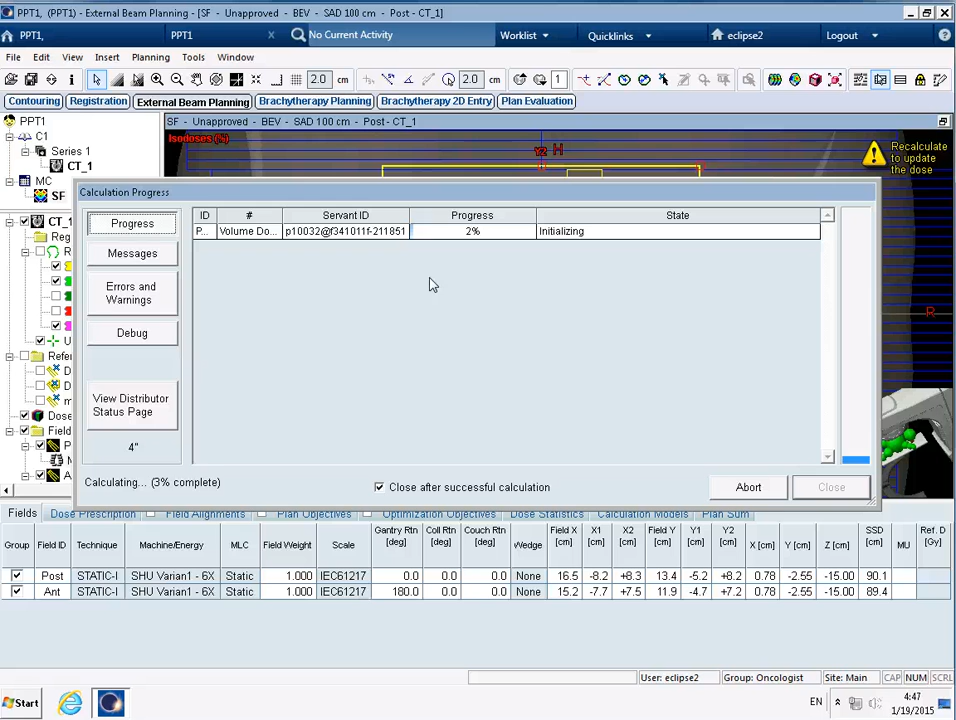 PPT1, (PPT1) - External Beam Planning - [SF - Unapproved - BEV - SAD 100 cm - Post - CT_1]
PPT1, PPT1 x No Current Activity Worklist Quicklinks eclipse2 Logout
File Edit View Insert Planning Tools Window Help
2.0 cm 2.0 cm 1
Contouring Registration External Beam Planning Brachytherapy Planning Brachytherapy 2D Entry Plan Evaluation
PPT1 SF - Unapproved - BEV - SAD 100 cm - Post - CT_1
C1 Isodoses (%)
Series 1 Y2 H
CT_1 Recalculate to update the dose
MC
SF
Calculation Progress
CT_1
Reg
R
Refer
D
D
m
Dose
Field
P
M
A
R
Progress
Messages
Errors and Warnings
Debug
View Distributor Status Page
4"
ID # Servant ID Progress State
P... Volume Do... p10032@f341011f-211851 2% Initializing
Calculating... (3% complete)
Close after successful calculation
Abort Close
Fields Dose Prescription Field Alignments Plan Objectives Optimization Objectives Dose Statistics Calculation Models Plan Sum
Group Field ID Technique Machine/Energy MLC Field Weight Scale Gantry Rtn [deg] Coll Rtn [deg] Couch Rtn [deg] Wedge Field X [cm] X1 [cm] X2 [cm] Field Y [cm] Y1 [cm] Y2 [cm] X [cm] Y [cm] Z [cm] SSD [cm] MU Ref. D [Gy]
Post STATIC-I SHU Varian1 - 6X Static 1.000 IEC61217 0.0 0.0 0.0 None 16.5 -8.2 +8.3 13.4 -5.2 +8.2 0.78 -2.55 -15.00 90.1
Ant STATIC-I SHU Varian1 - 6X Static 1.000 IEC61217 180.0 0.0 0.0 None 15.2 -7.7 +7.5 11.9 -4.7 +7.2 0.78 -2.55 -15.00 89.4
User: eclipse2 Group: Oncologist Site: Main CAP NUM SCRL
Start EN 4:47
1/19/2015